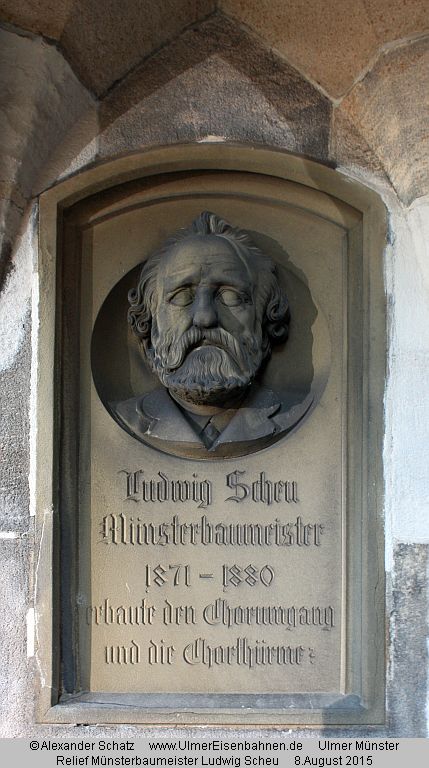 Ludwig Scheu
Münsterbaumeister
1871 – 1880
erbaute den Chorumgang
und die Chorthürme:
©Alexander Schatz www.UlmerEisenbahnen.de Ulmer Münster
Relief Münsterbaumeister Ludwig Scheu 8.August 2015